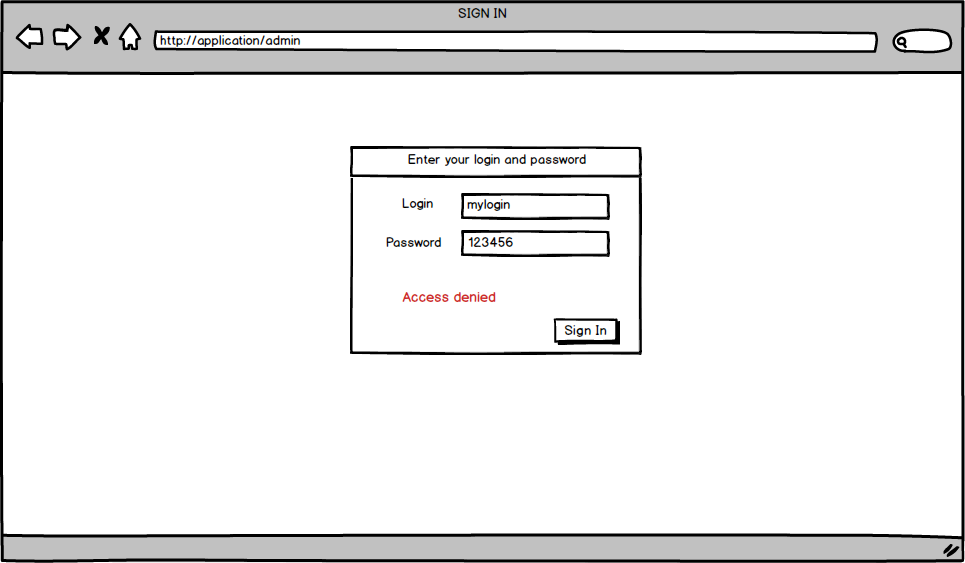 SIGN IN
http://application/admin
Enter your login and password
Login
mylogin
Password
123456
Access denied
Sign In